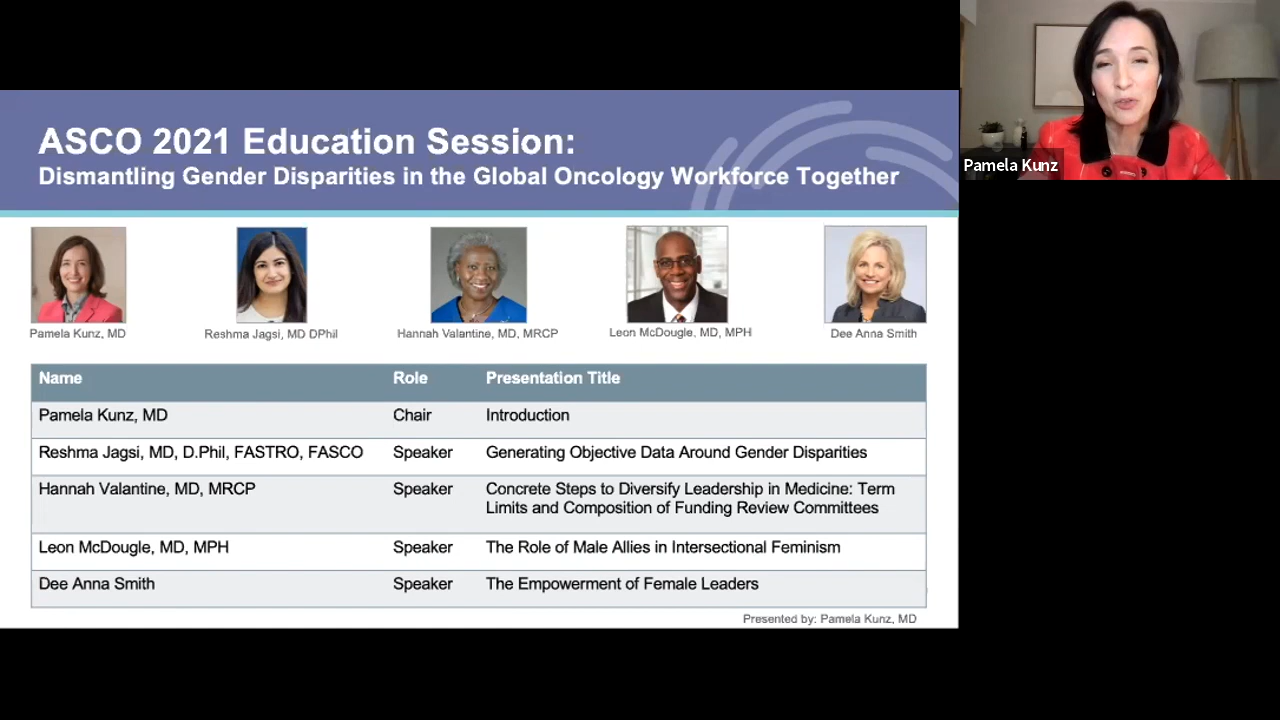 ASCO 2021 Education Session:
Dismantling Gender Disparities in the Global Oncology Workforce Together
Pamela Kunz
Pamela Kunz, MD
Reshma Jagsi, MD DPhil
Hannah Valantine, MD, MRCP
Leon McDougle, MD, MPH
Dee Anna Smith
Name Role Presentation Title
Pamela Kunz, MD Chair Introduction
Reshma Jagsi, MD, D.Phil, FASTRO, FASCO Speaker Generating Objective Data Around Gender Disparities
Hannah Valantine, MD, MRCP Speaker Concrete Steps to Diversify Leadership in Medicine: Term
Limits and Composition of Funding Review Committees
Leon McDougle, MD, MPH Speaker The Role of Male Allies in Intersectional Feminism
Dee Anna Smith Speaker The Empowerment of Female Leaders
Presented by: Pamela Kunz, MD